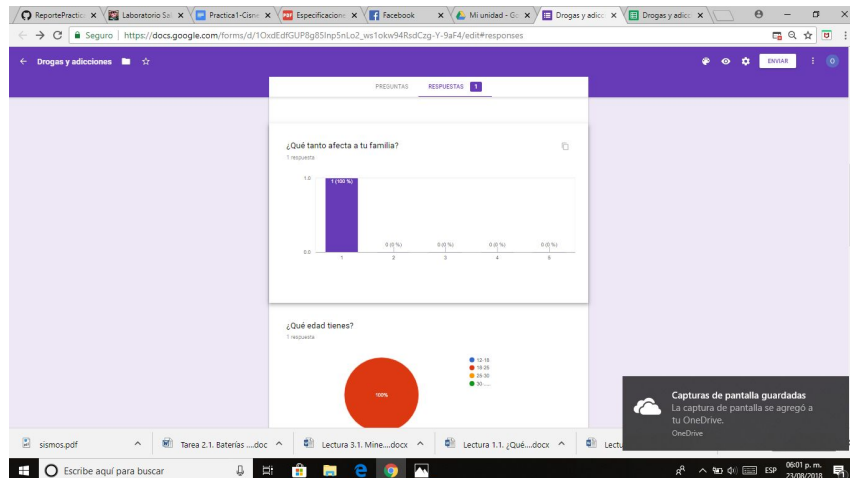 ReportePractic
Laboratorio Sal
Practica1-Cisne
Especificacione
Facebook
Mi unidad - Go
Drogas y adicc
Drogas y adicc
Seguro
https://docs.google.com/forms/d/1OxdEdfGUP8g85Inp5nLo2_ws1okw94RsdCzg-Y-9aF4/edit#responses
Drogas y adicciones
ENVIAR
O
PREGUNTAS RESPUESTAS 1
¿Qué tanto afecta a tu familia?
1 respuesta
1.0
1 (100 %)
0 (0 %) 0 (0 %) 0 (0 %) 0 (0 %)
0.0
1 2 3 4 5
¿Qué edad tienes?
1 respuesta
12-18
18-25
25-30
30-....
100%
Capturas de pantalla guardadas
La captura de pantalla se agregó a
tu OneDrive.
OneDrive
sismos.pdf
Tarea 2.1. Baterías ....doc
Lectura 3.1. Mine....docx
Lectura 1.1. ¿Qué....docx
Lectu
Escribe aquí para buscar
ESP
06:01 p. m.
23/08/2018